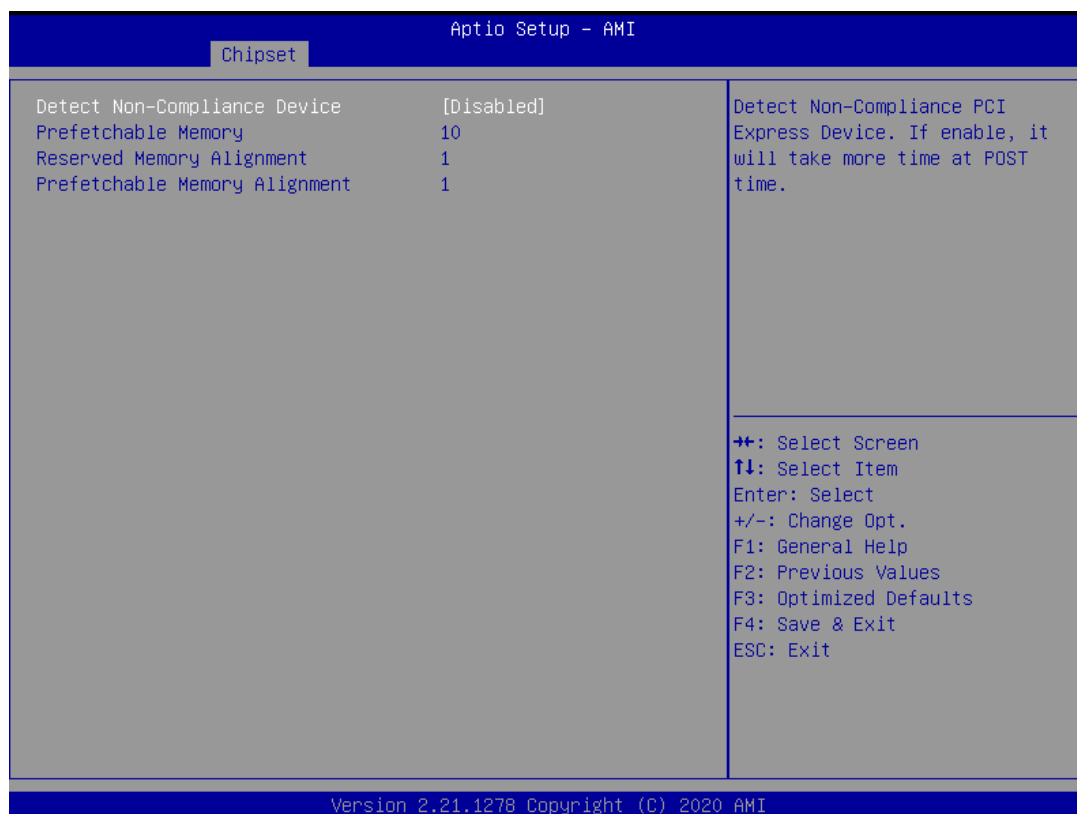 Aptio Setup – AMI
Chipset
Detect Non-Compliance Device [Disabled]
Prefetchable Memory 10
Reserved Memory Alignment 1
Prefetchable Memory Alignment 1
Detect Non-Compliance PCI
Express Device. If enable, it
will take more time at POST
time.
→←: Select Screen
↑↓: Select Item
Enter: Select
+/-: Change Opt.
F1: General Help
F2: Previous Values
F3: Optimized Defaults
F4: Save & Exit
ESC: Exit
Version 2.21.1278 Copyright (C) 2020 AMI